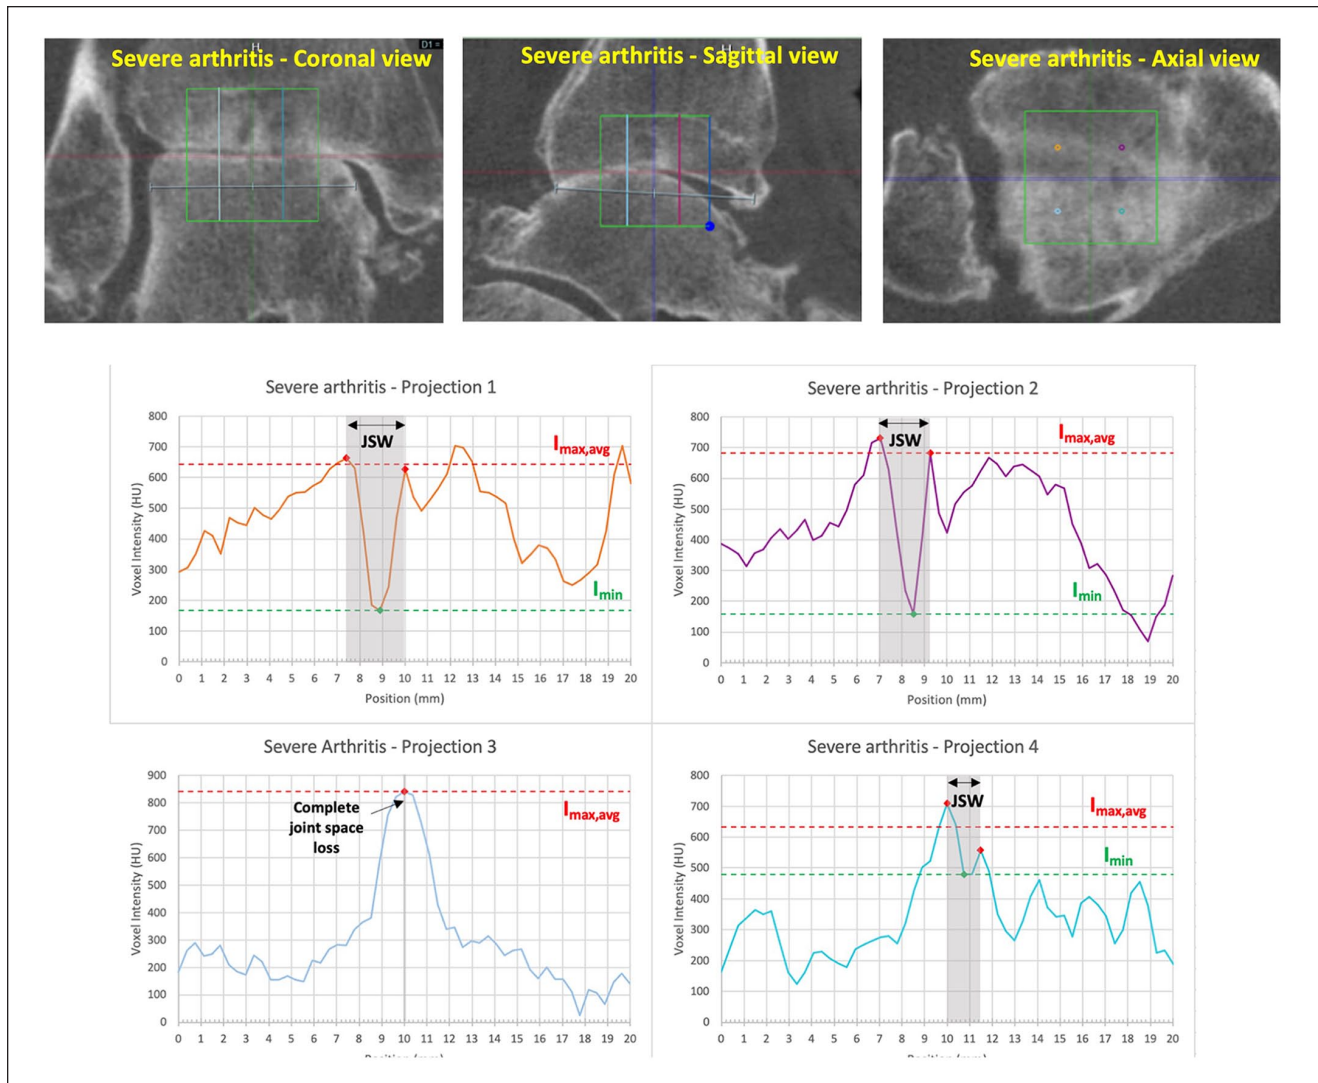 Severe arthritis - Coronal view
H
D1 =
Severe arthritis - Sagittal view
H
Severe arthritis - Axial view
Severe arthritis - Projection 1
Voxel Intensity (HU)
800
700
600
500
400
300
200
100
0
JSW
Imax,avg
Imin
0 1 2 3 4 5 6 7 8 9 10 11 12 13 14 15 16 17 18 19 20
Position (mm)
Severe arthritis - Projection 2
Voxel Intensity (HU)
800
700
600
500
400
300
200
100
0
JSW
Imax,avg
Imin
0 1 2 3 4 5 6 7 8 9 10 11 12 13 14 15 16 17 18 19 20
Position (mm)
Severe Arthritis - Projection 3
Voxel Intensity (HU)
900
800
700
600
500
400
300
200
100
0
Complete
joint space
loss
Imax,avg
0 1 2 3 4 5 6 7 8 9 10 11 12 13 14 15 16 17 18 19 20
Position (mm)
Severe arthritis - Projection 4
Voxel Intensity (HU)
800
700
600
500
400
300
200
100
0
JSW
Imax,avg
Imin
0 1 2 3 4 5 6 7 8 9 10 11 12 13 14 15 16 17 18 19 20
Position (mm)